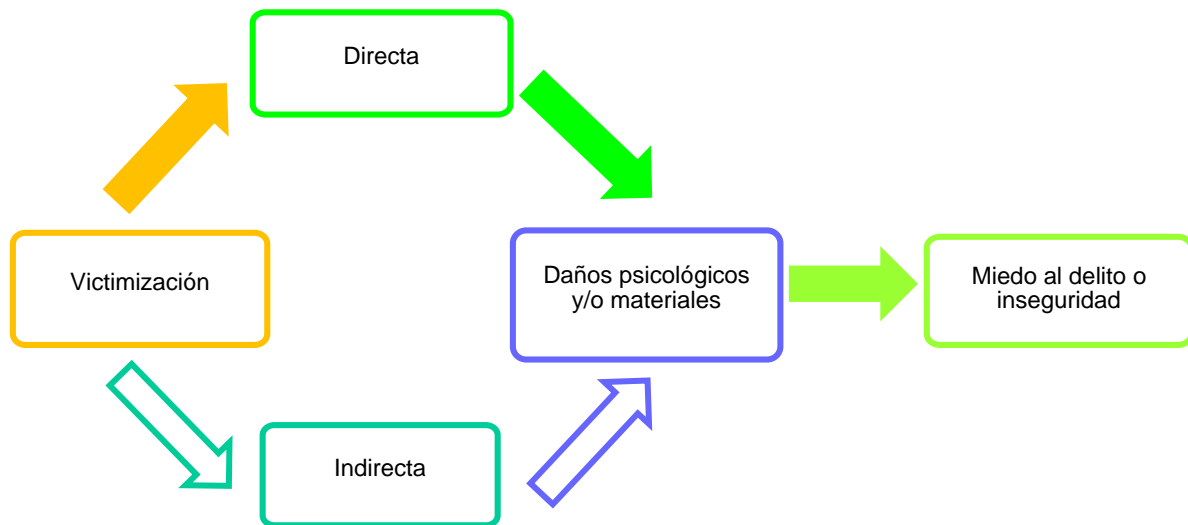 Directa
Victimización
Daños psicológicos
y/o materiales
Miedo al delito o
inseguridad
Indirecta